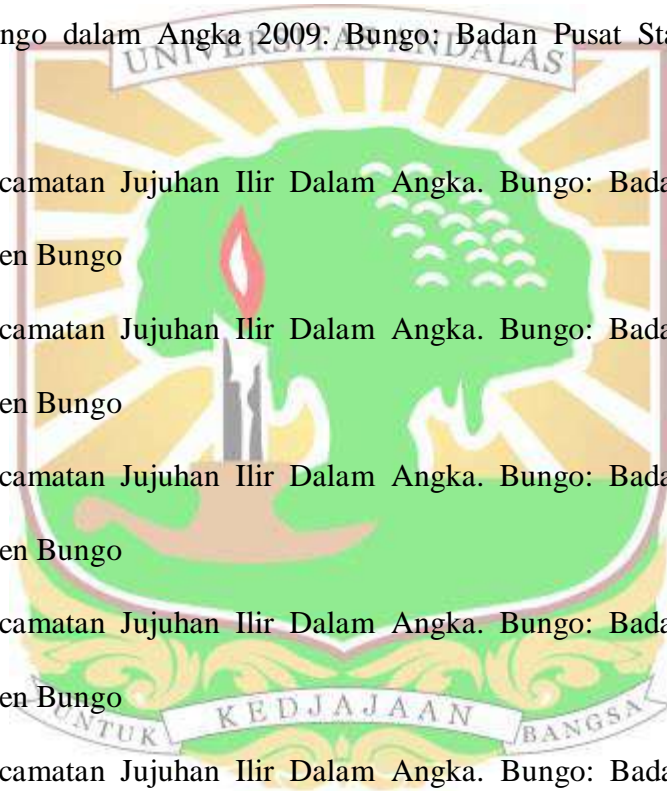 ngo dalam Angka 2009. Bungo: Badan Pusat Sta
UNIVERSITAS ANDALAS
camatan Jujuhan Ilir Dalam Angka. Bungo: Bada
en Bungo
camatan Jujuhan Ilir Dalam Angka. Bungo: Bada
en Bungo
camatan Jujuhan Ilir Dalam Angka. Bungo: Bada
en Bungo
camatan Jujuhan Ilir Dalam Angka. Bungo: Bada
en Bungo
UNTUK KEDJAJAAN BANGSA
camatan Jujuhan Ilir Dalam Angka. Bungo: Bada